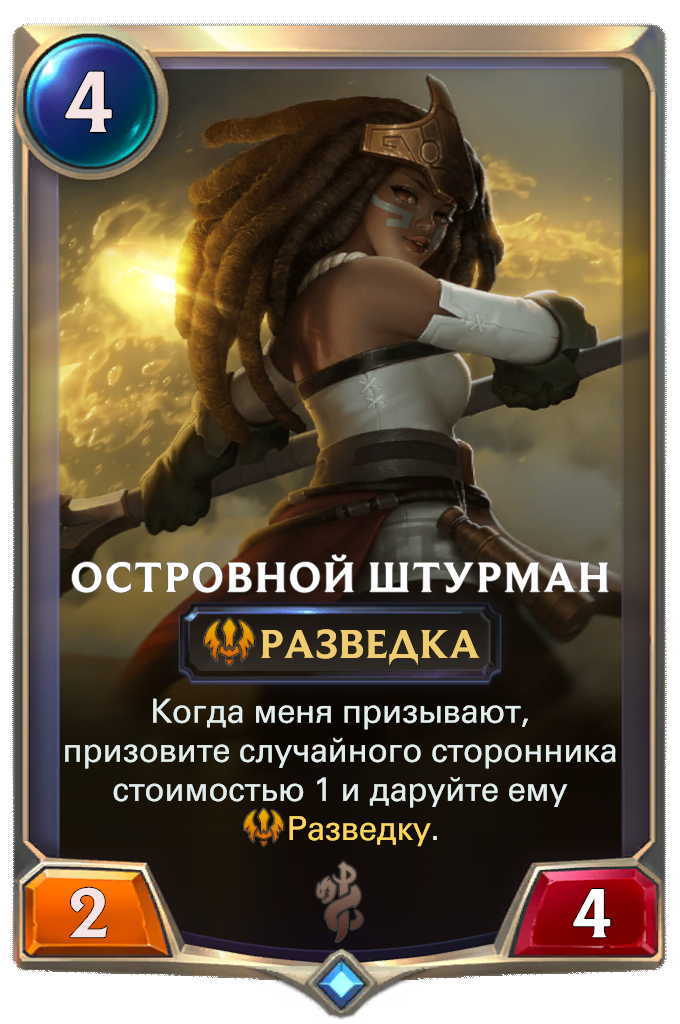 4
ОСТРОВНОЙ ШТУРМАН
РАЗВЕДКА
Когда меня призывают,
призовите случайного сторонника
стоимостью 1 и даруйте ему
Разведку.
2
4